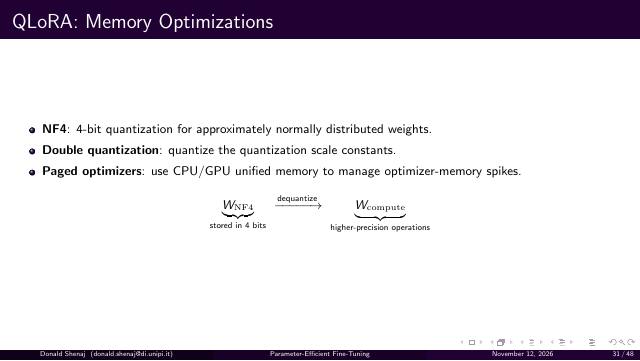 QLoRA: Memory Optimizations
NF4: 4-bit quantization for approximately normally distributed weights.
Double quantization: quantize the quantization scale constants.
Paged optimizers: use CPU/GPU unified memory to manage optimizer-memory spikes.
W_NF4 dequantize → W_compute
stored in 4 bits higher-precision operations
Donald Shenaj (donald.shenaj@di.unipi.it) Parameter-Efficient Fine-Tuning November 12, 2026 31 / 48